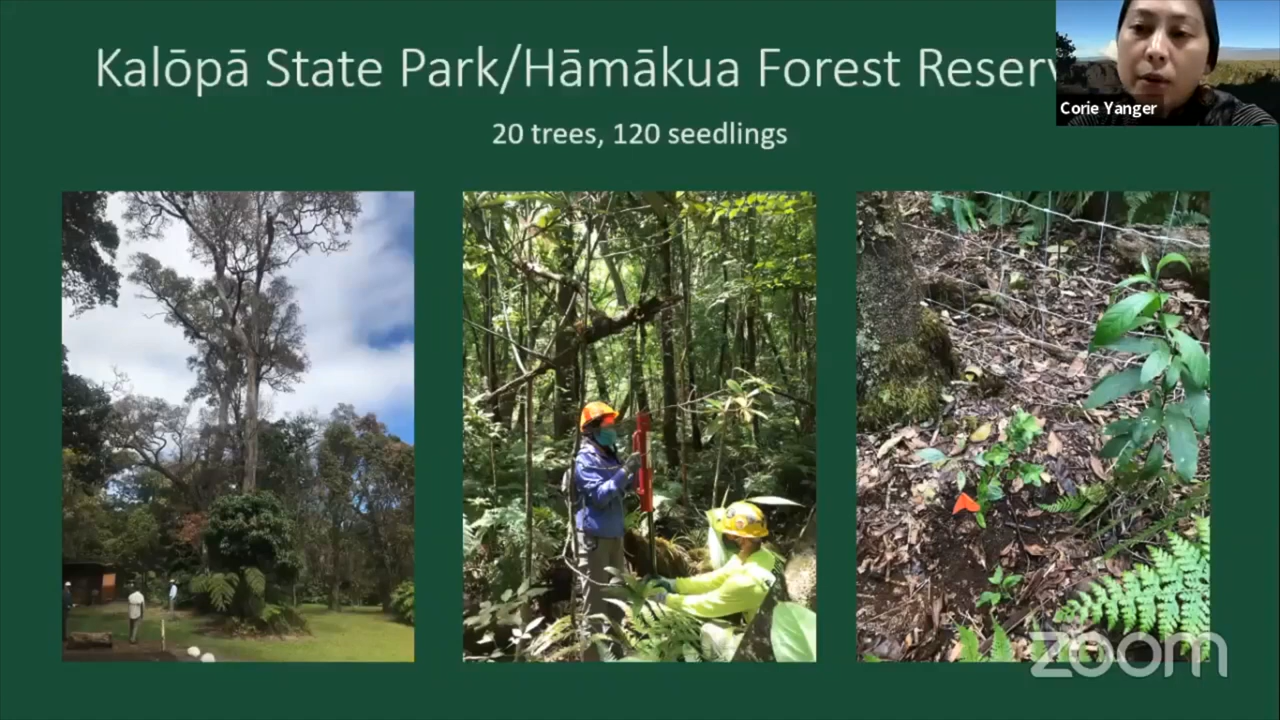 Kalōpā State Park/Hāmākua Forest Reserv
20 trees, 120 seedlings
Corie Yanger
zoom